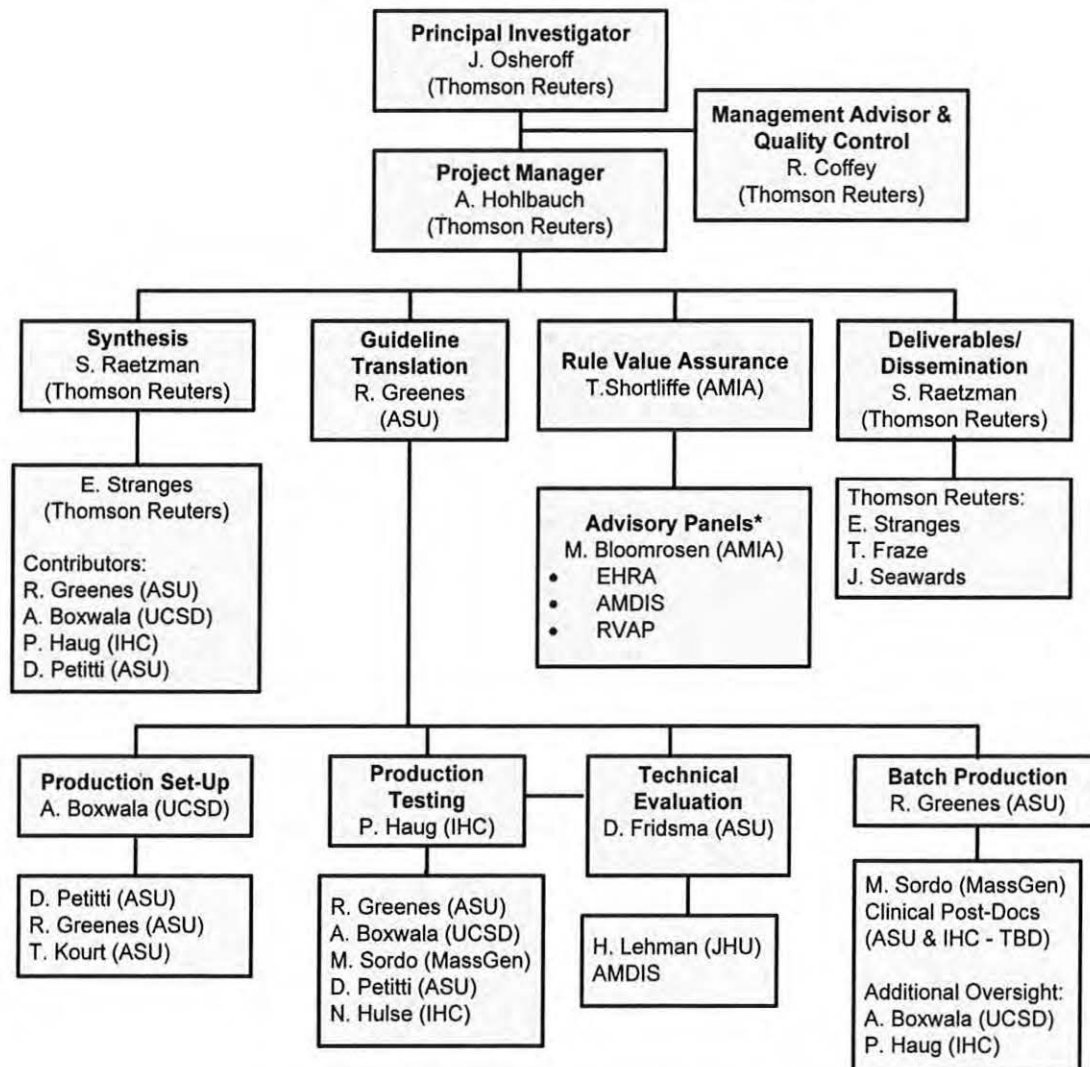 Principal Investigator
J. Osheroff
(Thomson Reuters)
Management Advisor &
Quality Control
R. Coffey
(Thomson Reuters)
Project Manager
A. Hohlbauch
(Thomson Reuters)
Synthesis
S. Raetzman
(Thomson Reuters)
Guideline
Translation
R. Greenes
(ASU)
Rule Value Assurance
T.Shortliffe (AMIA)
Deliverables/
Dissemination
S. Raetzman
(Thomson Reuters)
E. Stranges
(Thomson Reuters)
Contributors:
R. Greenes (ASU)
A. Boxwala (UCSD)
P. Haug (IHC)
D. Petitti (ASU)
Advisory Panels*
M. Bloomrosen (AMIA)
• EHRA
• AMDIS
• RVAP
Thomson Reuters:
E. Stranges
T. Fraze
J. Seawards
Production Set-Up
A. Boxwala (UCSD)
Production
Testing
P. Haug (IHC)
Technical
Evaluation
D. Fridsma (ASU)
Batch Production
R. Greenes (ASU)
D. Petitti (ASU)
R. Greenes (ASU)
T. Kourt (ASU)
R. Greenes (ASU)
A. Boxwala (UCSD)
M. Sordo (MassGen)
D. Petitti (ASU)
N. Hulse (IHC)
H. Lehman (JHU)
AMDIS
M. Sordo (MassGen)
Clinical Post-Docs
(ASU & IHC - TBD)
Additional Oversight:
A. Boxwala (UCSD)
P. Haug (IHC)